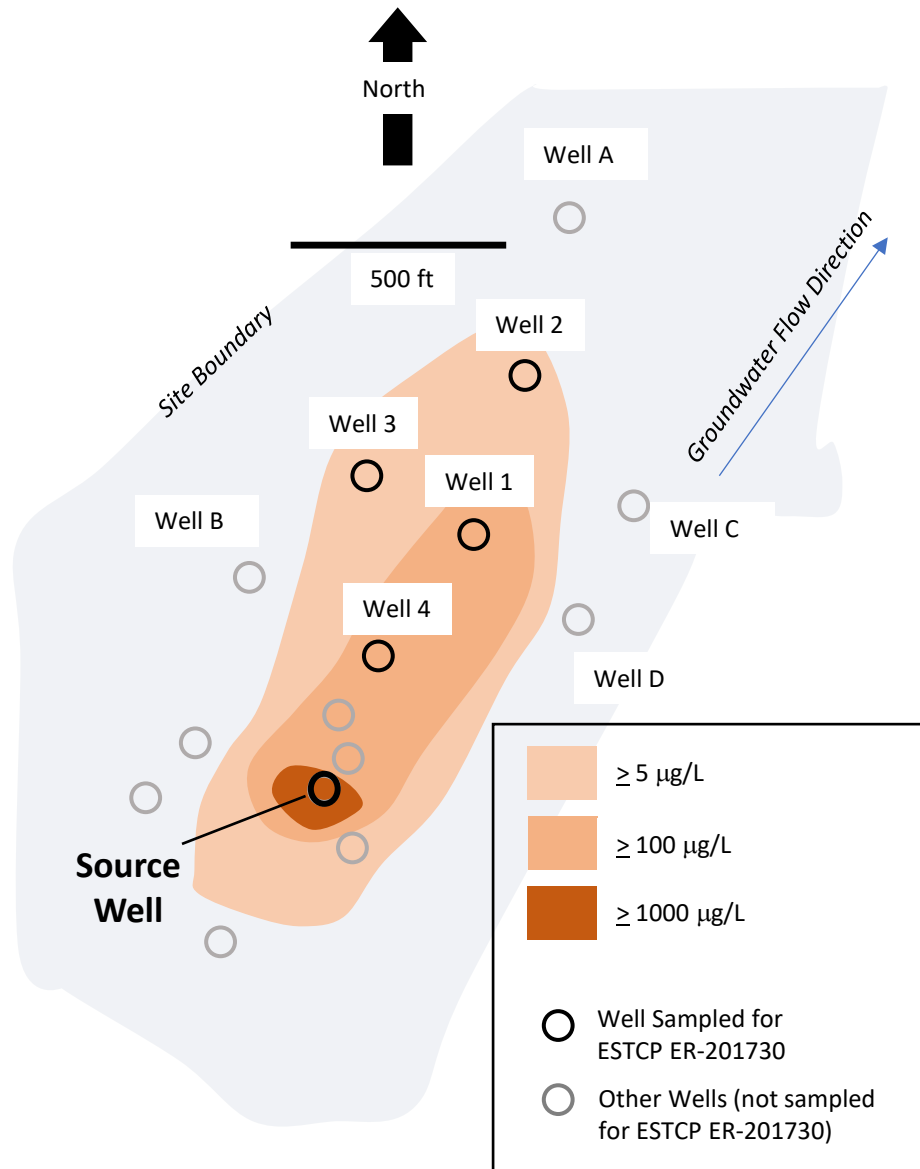 North
Well A
500 ft
Groundwater Flow Direction
Site Boundary
Well 2
Well 3
Well 1
Well B
Well C
Well 4
Well D
Source
Well
≥ 5 μg/L
≥ 100 μg/L
≥ 1000 μg/L
Well Sampled for
ESTCP ER-201730
Other Wells (not sampled
for ESTCP ER-201730)